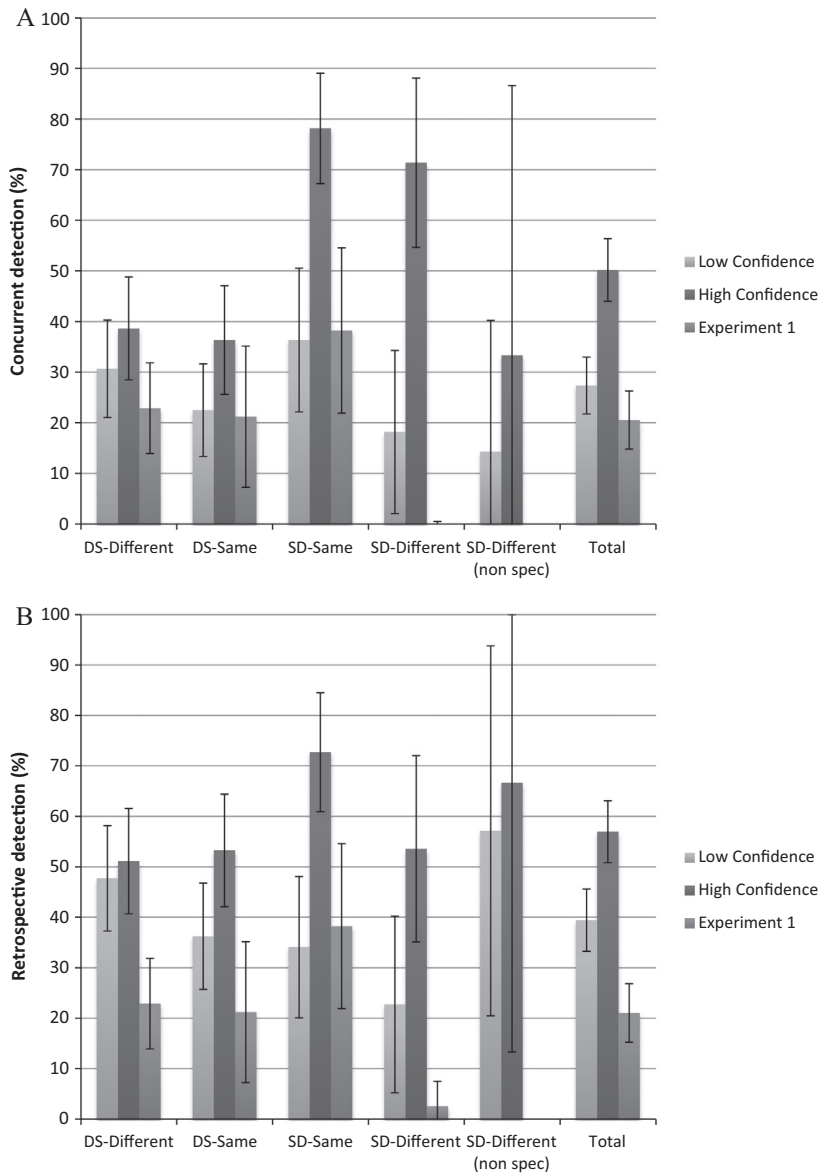 A
Concurrent detection (%)
100
90
80
70
60
50
40
30
20
10
0
DS-Different
DS-Same
SD-Same
SD-Different
SD-Different
(non spec)
Total
Low Confidence
High Confidence
Experiment 1
B
Retrospective detection (%)
100
90
80
70
60
50
40
30
20
10
0
DS-Different
DS-Same
SD-Same
SD-Different
SD-Different
(non spec)
Total
Low Confidence
High Confidence
Experiment 1